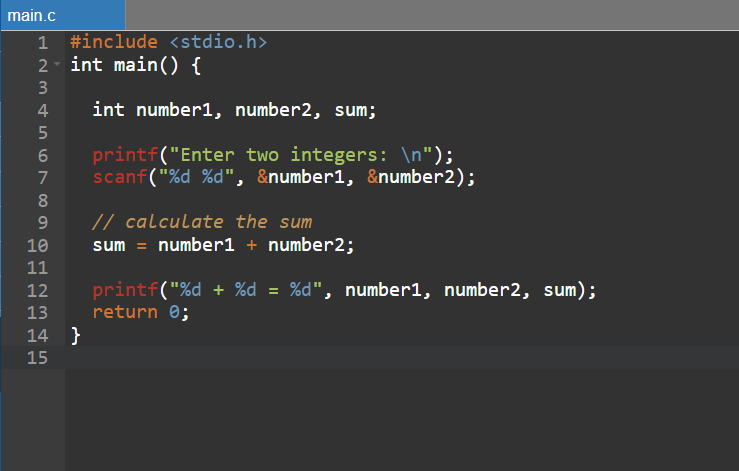 main.c
1 #include <stdio.h>
2 int main() {
3
4   int number1, number2, sum;
5
6   printf("Enter two integers: \n");
7   scanf("%d %d", &number1, &number2);
8
9   // calculate the sum
10   sum = number1 + number2;
11
12   printf("%d + %d = %d", number1, number2, sum);
13   return 0;
14 }
15